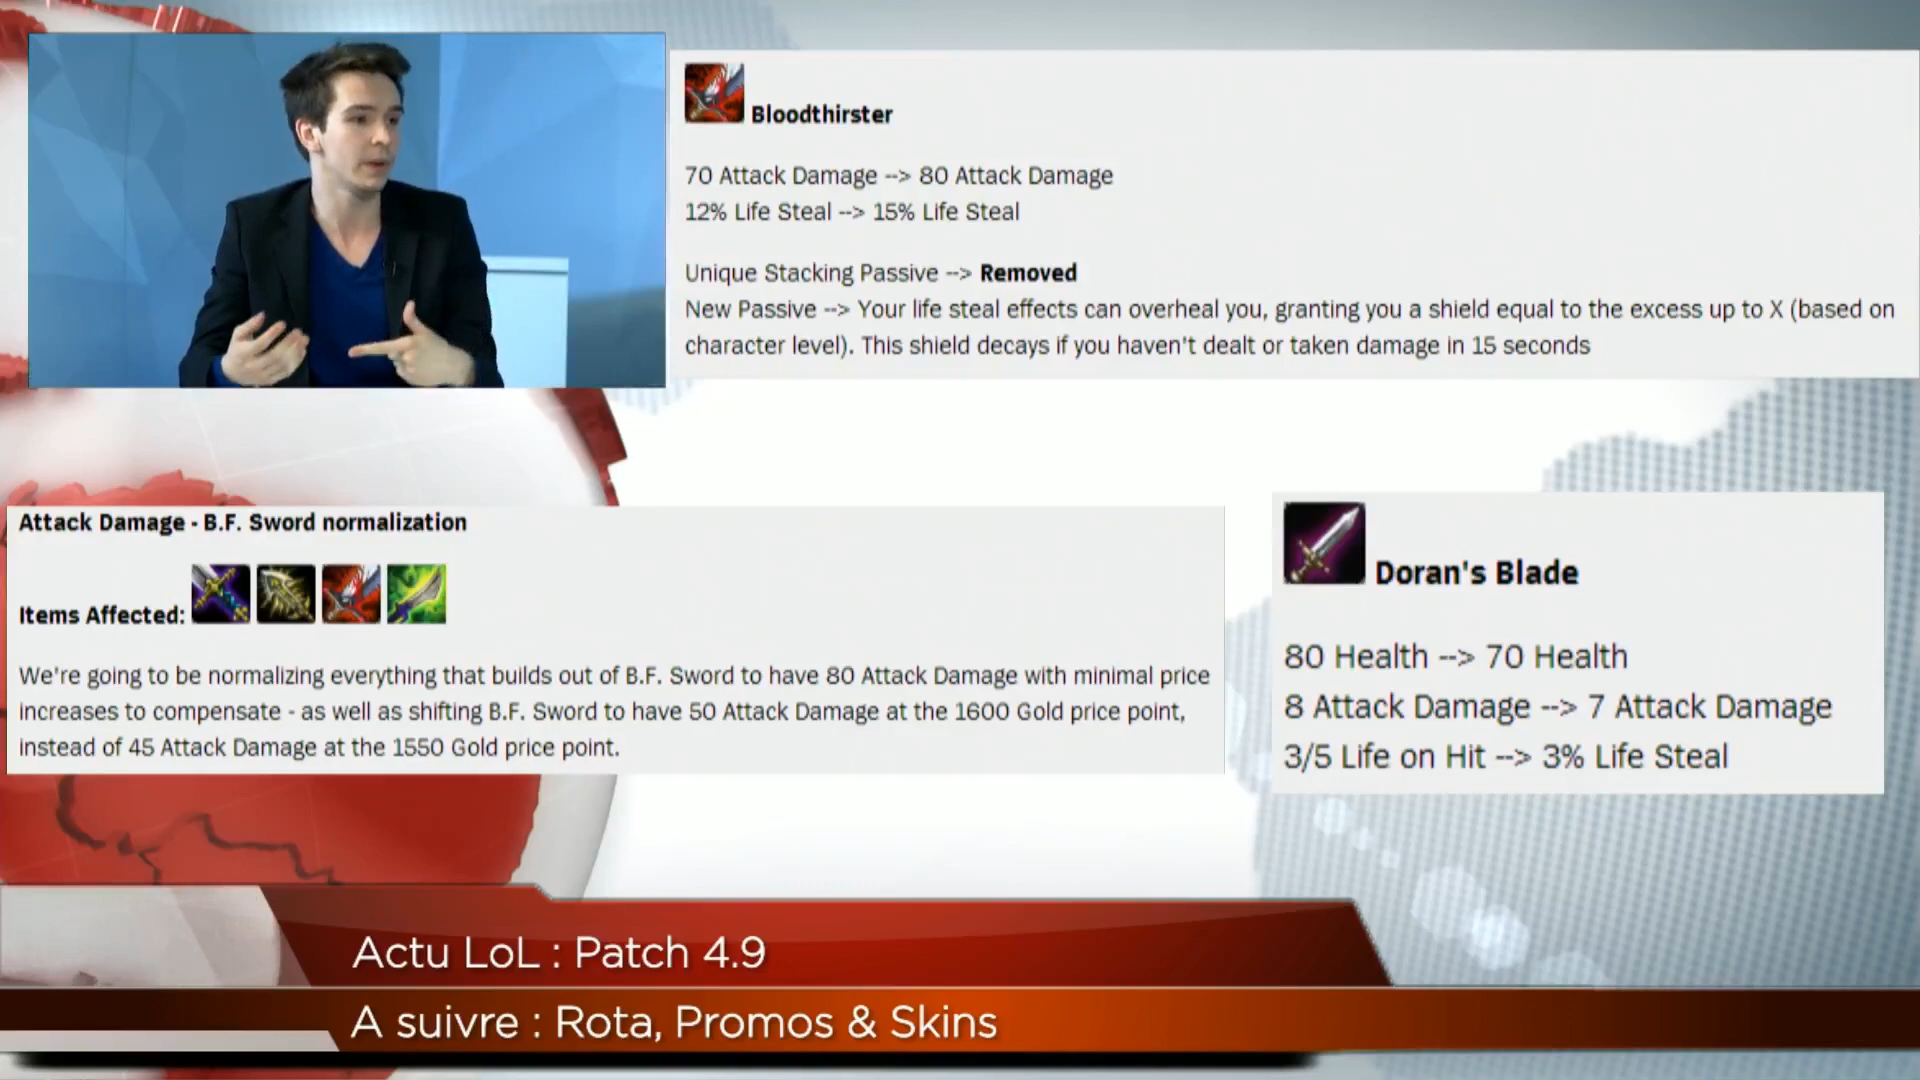 Bloodthirster
70 Attack Damage --> 80 Attack Damage
12% Life Steal --> 15% Life Steal
Unique Stacking Passive --> Removed
New Passive --> Your life steal effects can overheal you, granting you a shield equal to the excess up to X (based on
character level). This shield decays if you haven't dealt or taken damage in 15 seconds
Attack Damage - B.F. Sword normalization
Items Affected:
We're going to be normalizing everything that builds out of B.F. Sword to have 80 Attack Damage with minimal price
increases to compensate - as well as shifting B.F. Sword to have 50 Attack Damage at the 1600 Gold price point,
instead of 45 Attack Damage at the 1550 Gold price point.
Doran's Blade
80 Health --> 70 Health
8 Attack Damage --> 7 Attack Damage
3/5 Life on Hit --> 3% Life Steal
Actu LoL : Patch 4.9
A suivre : Rota, Promos & Skins